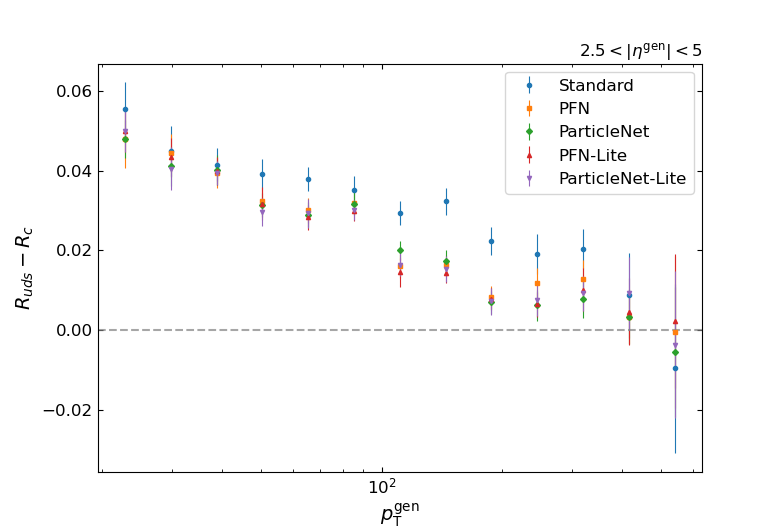 2.5 < |η^gen| < 5
Standard
PFN
ParticleNet
PFN-Lite
ParticleNet-Lite
R_uds − R_c
0.06
0.04
0.02
0.00
−0.02
10^2
p_T^gen